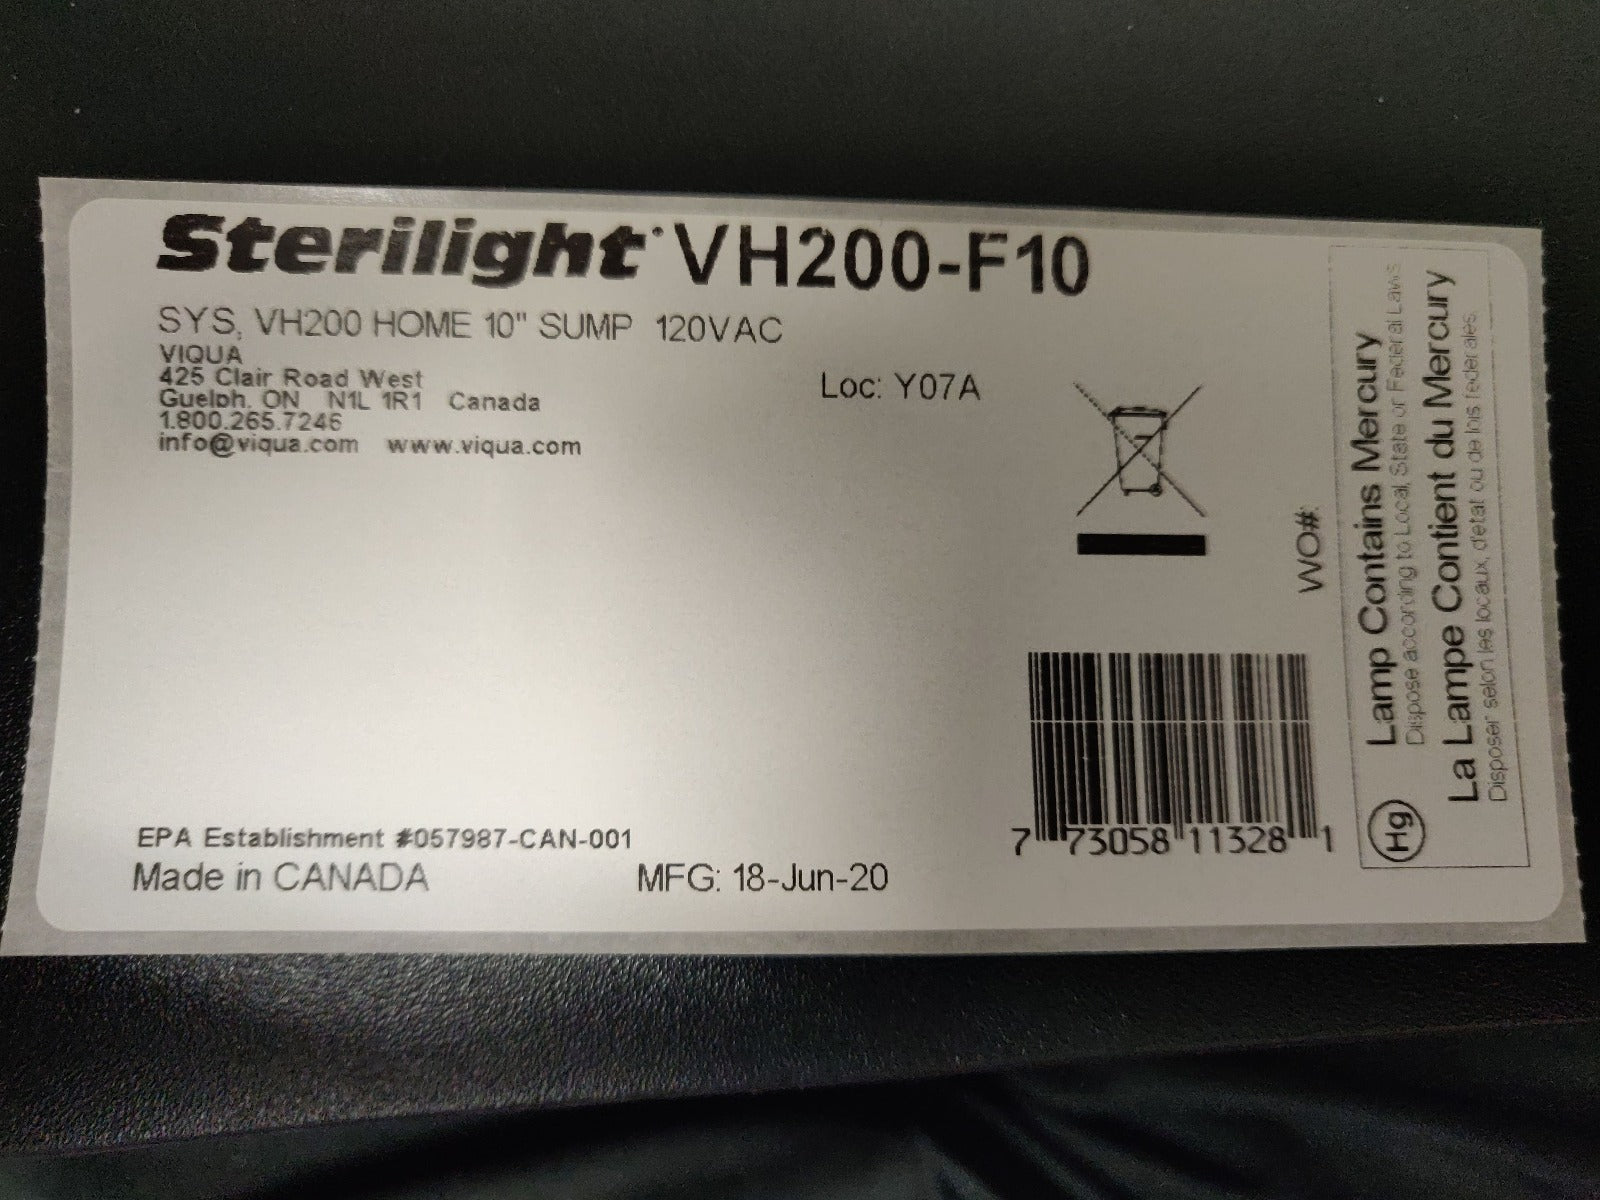 Sterilight® VH200-F10
SYS, VH200 HOME 10" SUMP 120VAC
VIQUA
425 Clair Road West
Guelph, ON N1L 1R1 Canada
1.800.265.7246
info@viqua.com www.viqua.com
Loc: Y07A
WO#:
EPA Establishment #057987-CAN-001
Made in CANADA
MFG: 18-Jun-20
7 73058 11328 1
Hg
Lamp Contains Mercury
Dispose according to Local, State or Federal Laws
La Lampe Contient du Mercury
Disposer selon les locaux, d'état ou de lois federales.